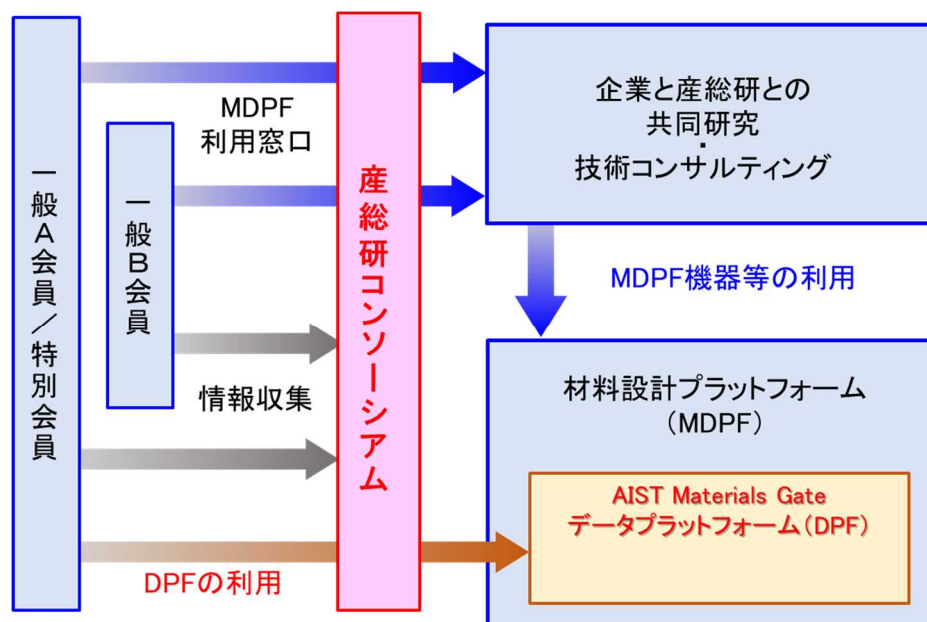 一般A会員／特別会員
一般B会員
MDPF
利用窓口
情報収集
DPFの利用
産総研コンソーシアム
企業と産総研との
共同研究
・
技術コンサルティング
MDPF機器等の利用
材料設計プラットフォーム
（MDPF）
AIST Materials Gate
データプラットフォーム（DPF）